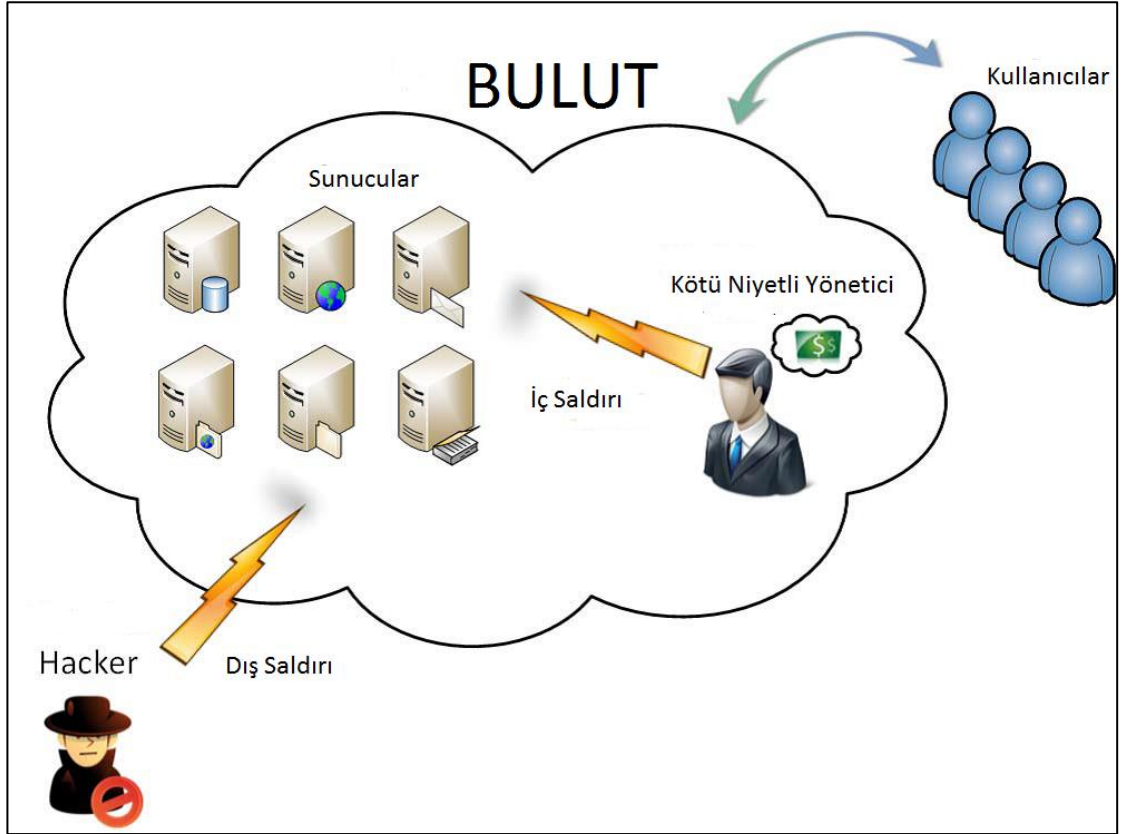 BULUT
Kullanıcılar
Sunucular
Kötü Niyetli Yönetici
$$
İç Saldırı
Hacker
Dış Saldırı